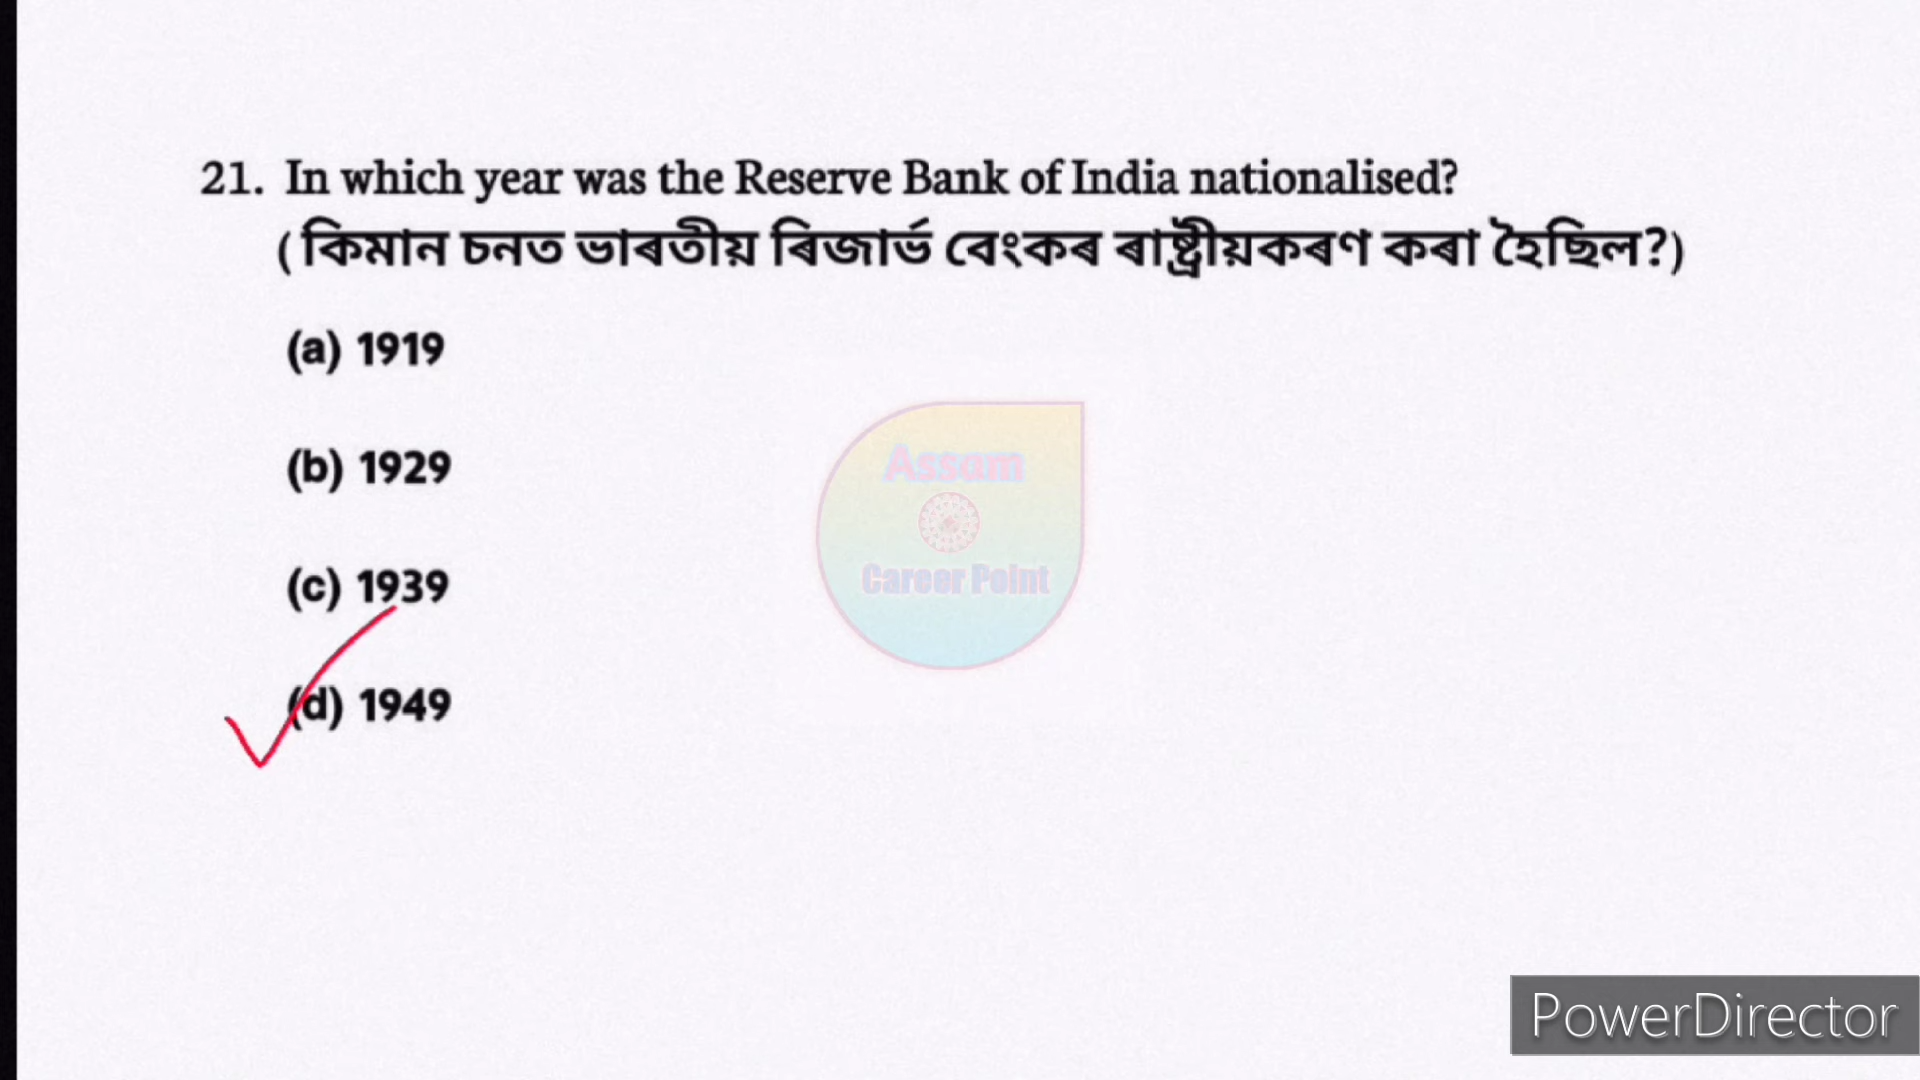 21. In which year was the Reserve Bank of India nationalised?
(কিমান চনত ভাৰতীয় ৰিজাৰ্ভ বেংকৰ ৰাষ্ট্ৰীয়কৰণ কৰা হৈছিল?)
(a) 1919
(b) 1929
(c) 1939
(d) 1949
Assam
Career Point
PowerDirector